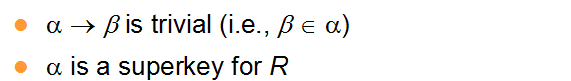 • α → β is trivial (i.e., β ∈ α)
• α is a superkey for R